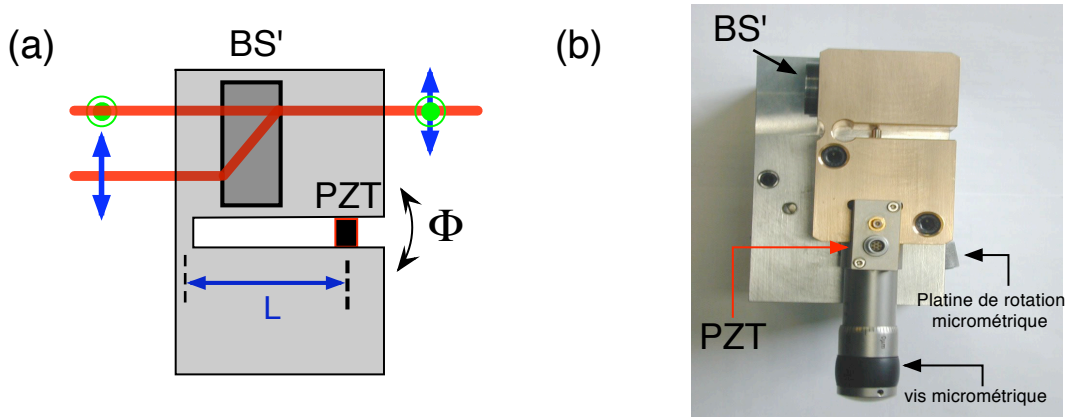 (a)
BS'
PZT
Φ
L
(b)
BS'
PZT
Platine de rotation
micrométrique
vis micrométrique